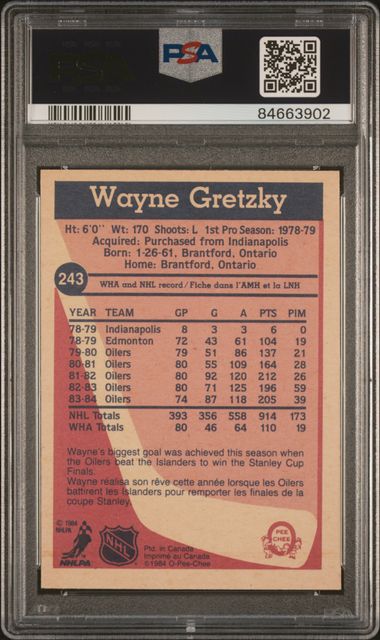 PSA
PSA
84663902
Wayne Gretzky
Ht: 6'0" Wt: 170 Shoots: L 1st Pro Season: 1978-79
Acquired: Purchased from Indianapolis
Born: 1-26-61, Brantford, Ontario
Home: Brantford, Ontario
243
WHA and NHL record/Fiche dans l'AMH et la LNH
YEAR TEAM GP G A PTS PIM
78-79 Indianapolis 8 3 3 6 0
78-79 Edmonton 72 43 61 104 19
79-80 Oilers 79 51 86 137 21
80-81 Oilers 80 55 109 164 28
81-82 Oilers 80 92 120 212 26
82-83 Oilers 80 71 125 196 59
83-84 Oilers 74 87 118 205 39
NHL Totals 393 356 558 914 173
WHA Totals 80 46 64 110 19
Wayne's biggest goal was achieved this season when
the Oilers beat the Islanders to win the Stanley Cup
Finals.
Wayne réalisa son rêve cette année lorsque les Oilers
battirent les Islanders pour remporter les finales de la
coupe Stanley.
© 1984
NHLPA
NHLPA
NHL
Ptd. in Canada
Imprimé au Canada
©1984 O-Pee-Chee
O
PEE
CHEE